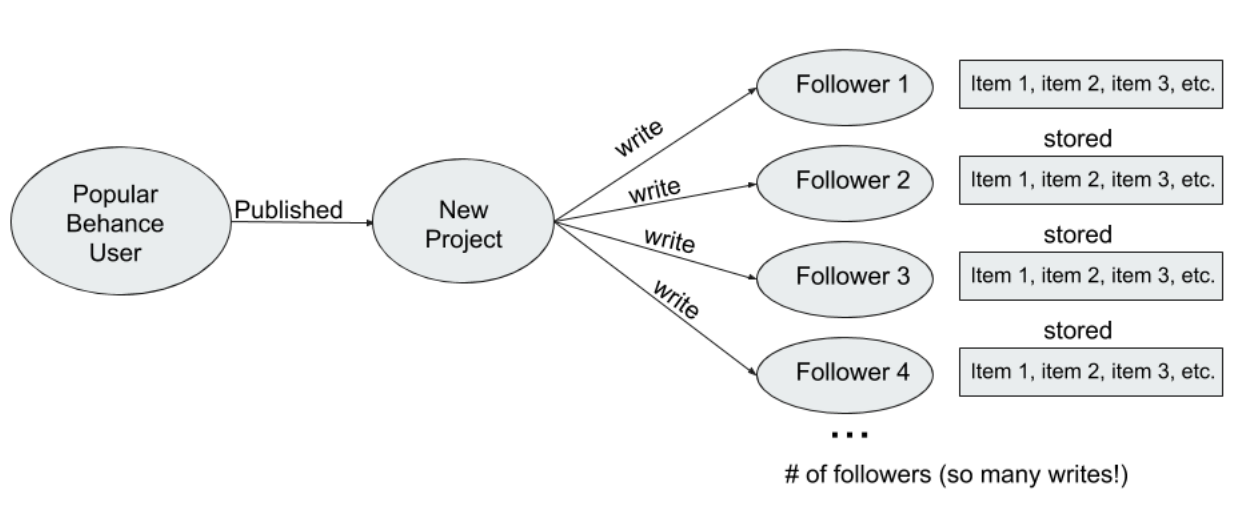 Popular
Behance
User
Published
New
Project
write
write
write
write
Follower 1
Item 1, item 2, item 3, etc.
stored
Follower 2
Item 1, item 2, item 3, etc.
stored
Follower 3
Item 1, item 2, item 3, etc.
stored
Follower 4
Item 1, item 2, item 3, etc.
...
# of followers (so many writes!)